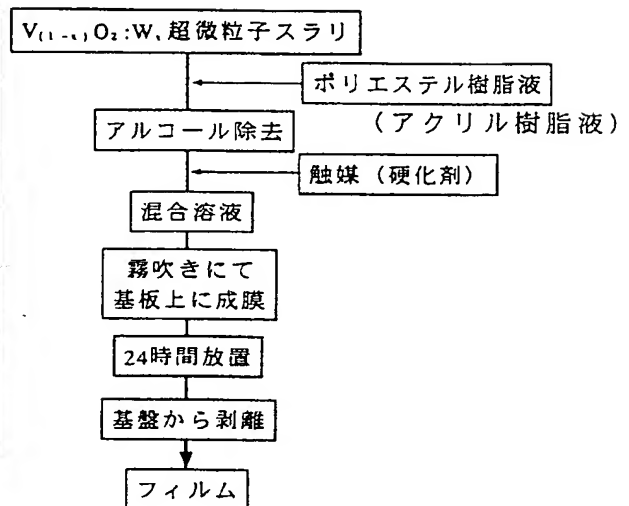 V(1-x)O2:Wx超微粒子スラリ
ポリエステル樹脂液
(アクリル樹脂液)
アルコール除去
触媒（硬化剤）
混合溶液
霧吹きにて
基板上に成膜
24時間放置
基盤から剥離
フィルム